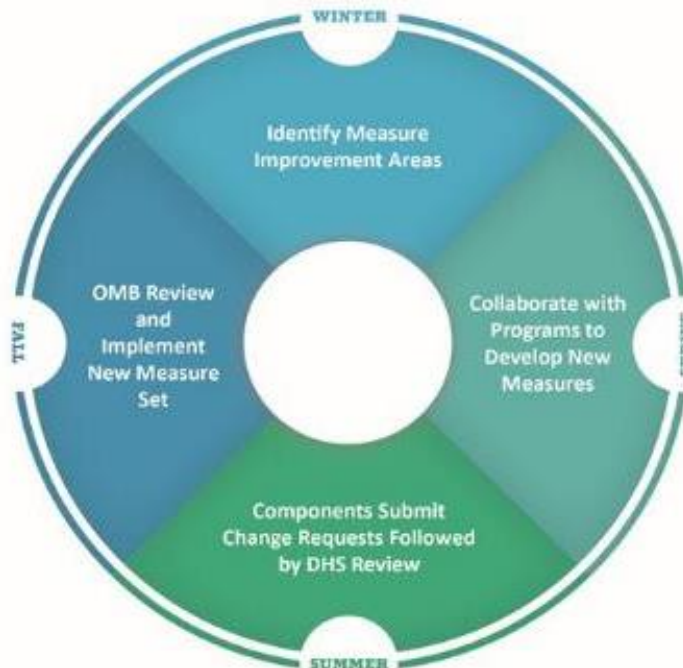 WINTER
Identify Measure
Improvement Areas
OMB Review
and
Implement
New Measure
Set
FALL
Collaborate with
Programs to
Develop New
Measures
Components Submit
Change Requests Followed
by DHS Review
SUMMER